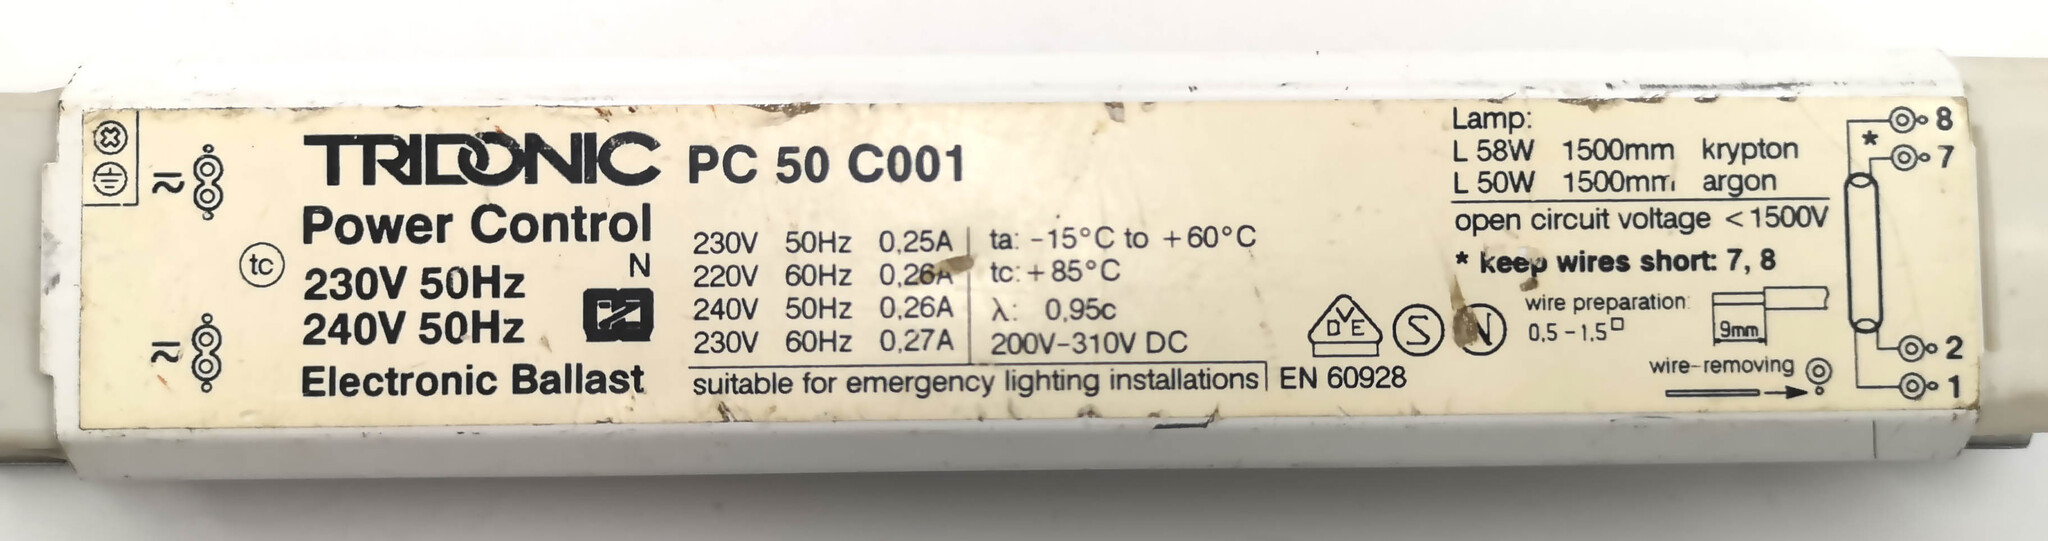 TRIDONIC PC 50 C001
Power Control
N
tc
230V 50Hz
240V 50Hz
Electronic Ballast
230V 50Hz 0,25A
220V 60Hz 0,26A
240V 50Hz 0,26A
230V 60Hz 0,27A
ta: -15°C to +60°C
tc: +85°C
λ: 0,95c
200V-310V DC
suitable for emergency lighting installations
EN 60928
DVE
S
N
Lamp:
L 58W 1500mm krypton
L 50W 1500mm argon
open circuit voltage < 1500V
* keep wires short: 7, 8
wire preparation:
0,5-1,5□
9mm
wire-removing
*
8
7
2
1